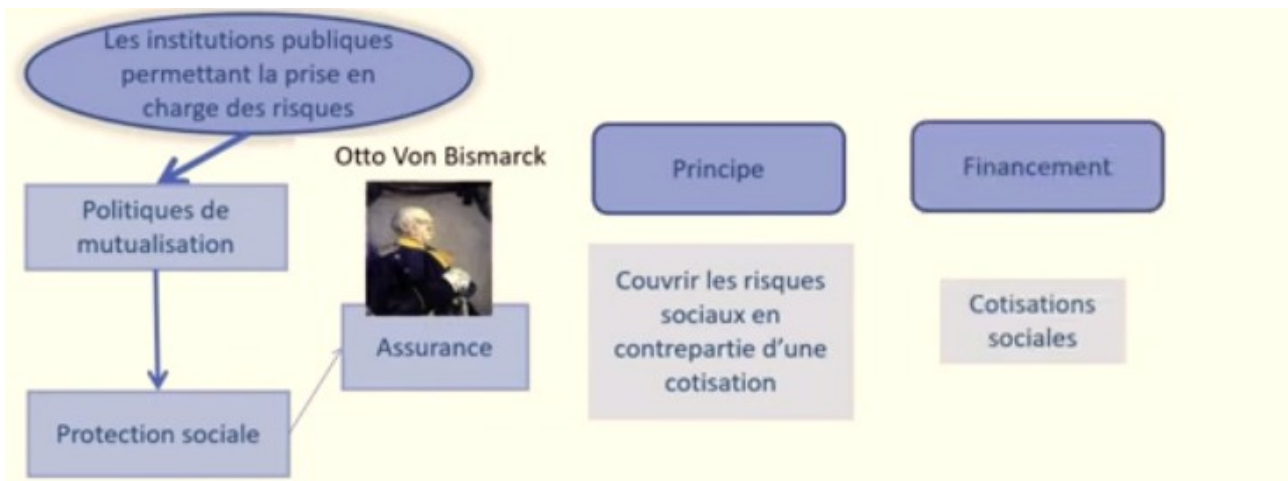 Les institutions publiques
permettant la prise en
charge des risques
Otto Von Bismarck
Principe
Financement
Politiques de
mutualisation
Couvrir les risques
sociaux en
contrepartie d'une
cotisation
Cotisations
sociales
Assurance
Protection sociale